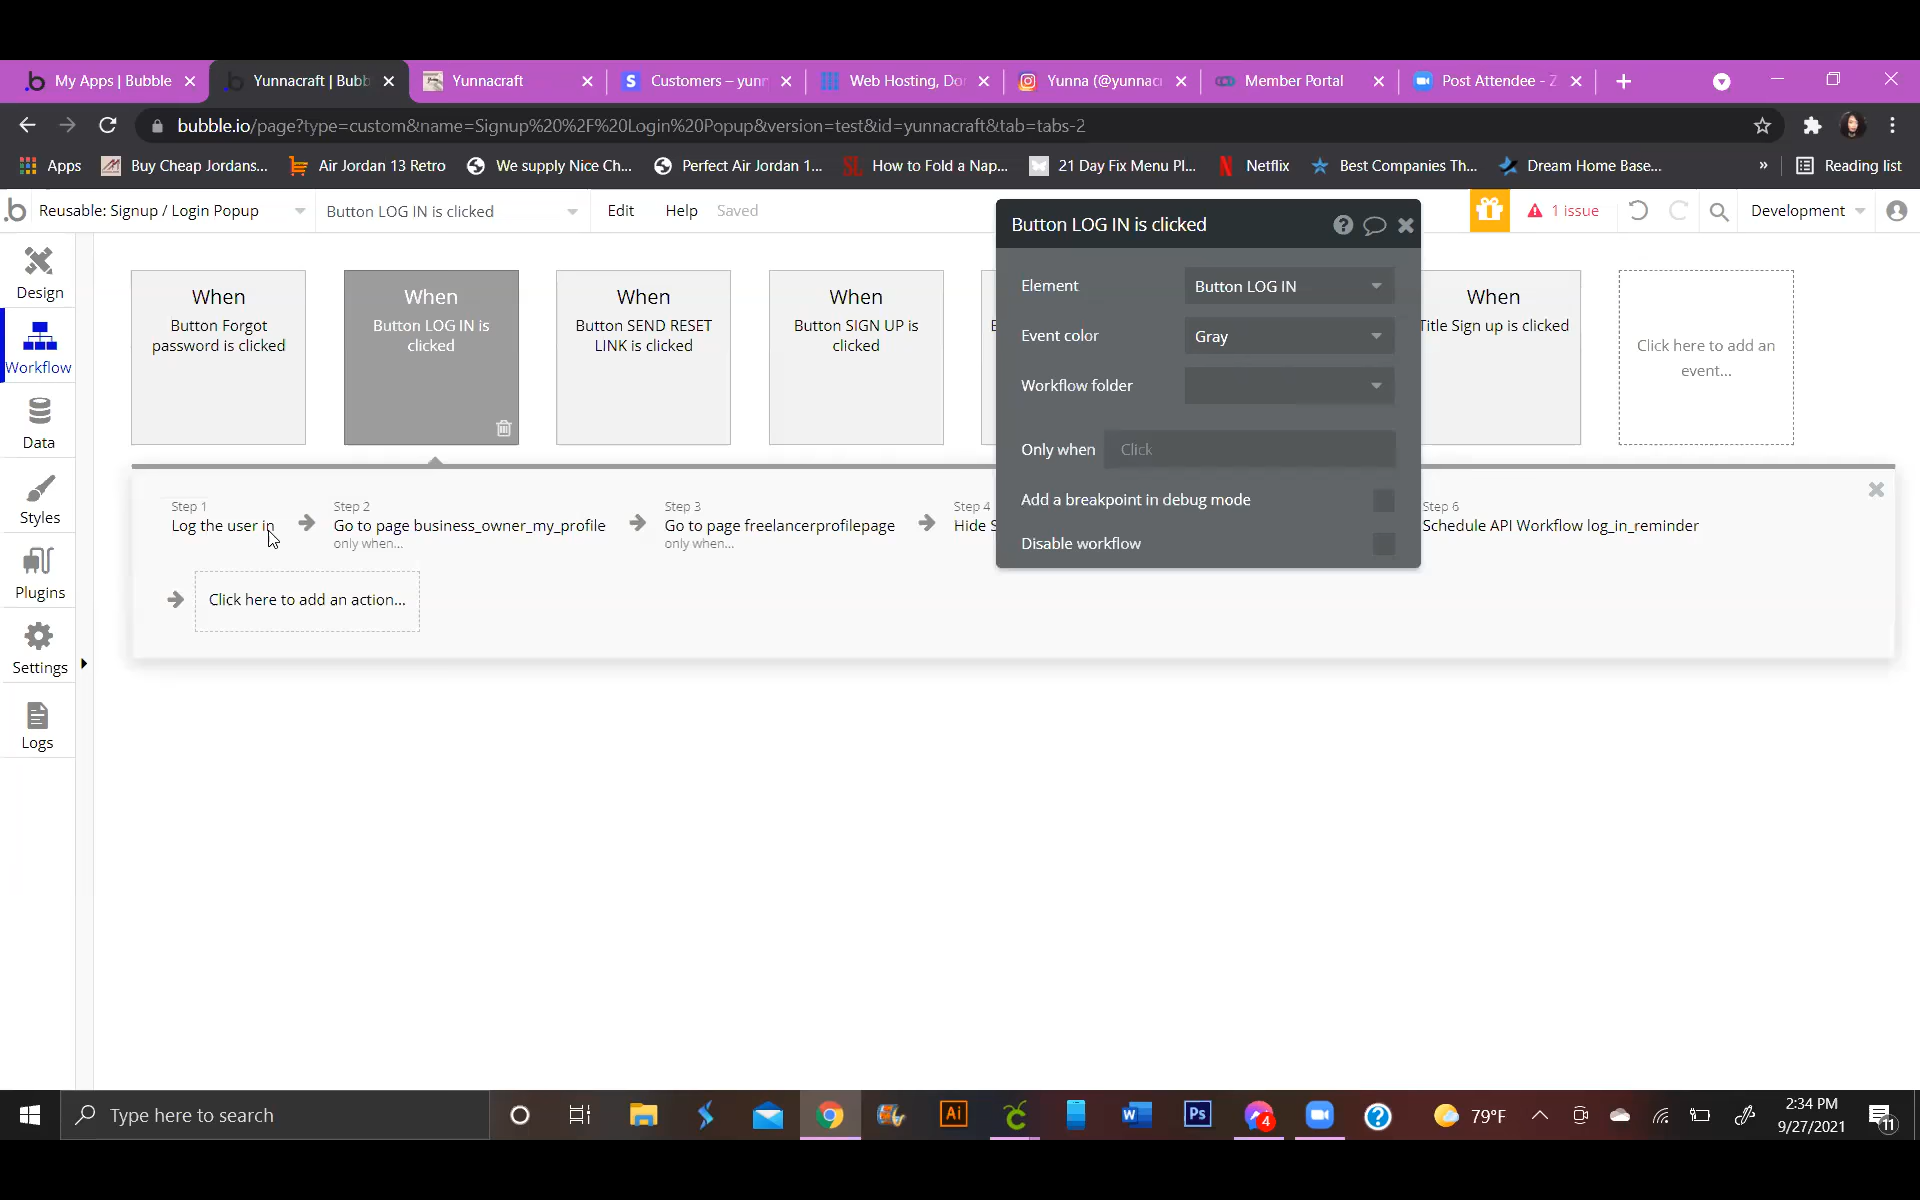 My Apps | Bubble
Yunnacraft | Bubb
Yunnacraft
Customers – yunn
Web Hosting, Do
Yunna (@yunnac
Member Portal
Post Attendee - Z
bubble.io/page?type=custom&name=Signup%20%2F%20Login%20Popup&version=test&id=yunnacraft&tab=tabs-2
Apps
Buy Cheap Jordans...
Air Jordan 13 Retro
We supply Nice Ch...
Perfect Air Jordan 1...
How to Fold a Nap...
21 Day Fix Menu Pl...
Netflix
Best Companies Th...
Dream Home Base...
»
Reading list
Reusable: Signup / Login Popup
Button LOG IN is clicked
Edit
Help
Saved
1 issue
Development
Design
Workflow
Data
Styles
Plugins
Settings
Logs
When
Button Forgot
password is clicked
When
Button LOG IN is
clicked
When
Button SEND RESET
LINK is clicked
When
Button SIGN UP is
clicked
When
Title Sign up is clicked
Click here to add an
event...
Button LOG IN is clicked
Element
Button LOG IN
Event color
Gray
Workflow folder
Only when
Click
Add a breakpoint in debug mode
Disable workflow
Step 1
Log the user in
Step 2
Go to page business_owner_my_profile
only when...
Step 3
Go to page freelancerprofilepage
only when...
Step 4
Hide S
Step 6
Schedule API Workflow log_in_reminder
Click here to add an action...
Type here to search
Ai
W
Ps
4
79°F
2:34 PM
9/27/2021
11